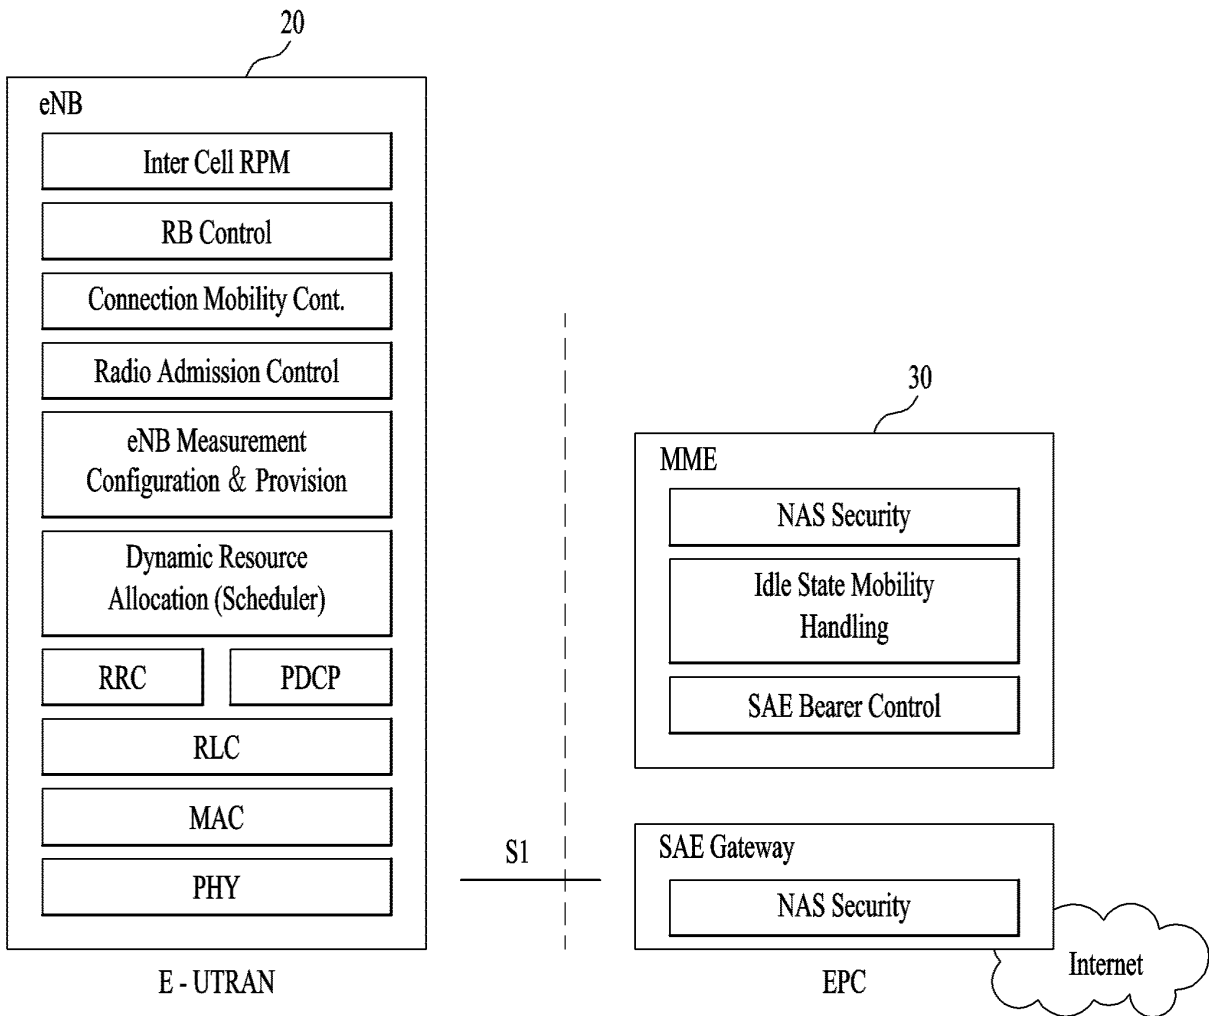 20
eNB
Inter Cell RPM
RB Control
Connection Mobility Cont.
Radio Admission Control
eNB Measurement
Configuration & Provision
Dynamic Resource
Allocation (Scheduler)
RRC
PDCP
RLC
MAC
PHY
E - UTRAN
S1
30
MME
NAS Security
Idle State Mobility
Handling
SAE Bearer Control
SAE Gateway
NAS Security
EPC
Internet